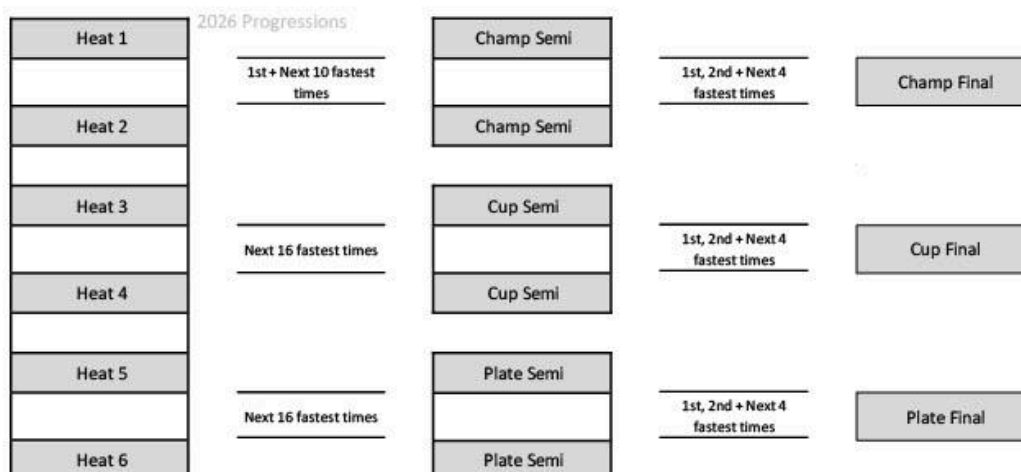 2026 Progressions
Heat 1
Champ Semi
1st + Next 10 fastest
times
1st, 2nd + Next 4
fastest times
Champ Final
Heat 2
Champ Semi
Heat 3
Cup Semi
Next 16 fastest times
1st, 2nd + Next 4
fastest times
Cup Final
Heat 4
Cup Semi
Heat 5
Plate Semi
Next 16 fastest times
1st, 2nd + Next 4
fastest times
Plate Final
Heat 6
Plate Semi